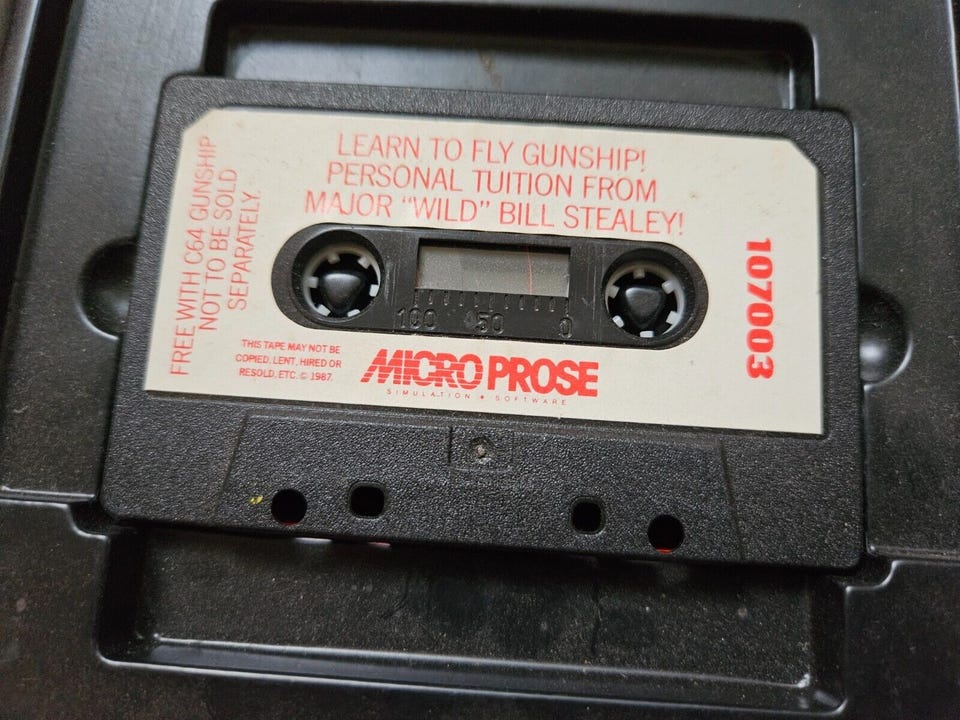 LEARN TO FLY GUNSHIP!
PERSONAL TUITION FROM
MAJOR "WILD" BILL STEALEY!
FREE WITH C64 GUNSHIP
NOT TO BE SOLD
SEPARATELY.
107003
100 50 0
THIS TAPE MAY NOT BE
COPIED, LENT, HIRED OR
RESOLD, ETC. © 1987.
MICRO PROSE
SIMULATION • SOFTWARE